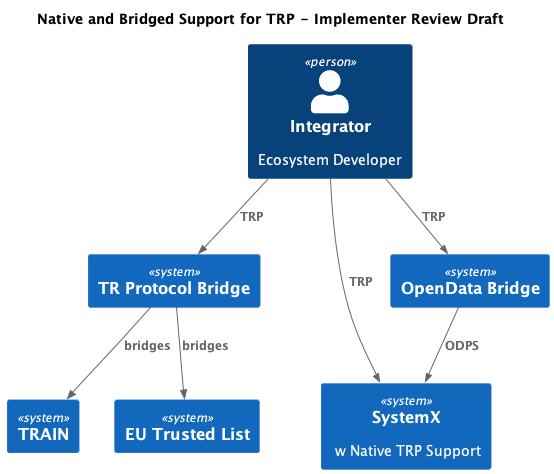 Native and Bridged Support for TRP - Implementer Review Draft
«person»
Integrator
Ecosystem Developer
TRP
TRP
TRP
«system»
TR Protocol Bridge
«system»
OpenData Bridge
bridges
bridges
ODPS
«system»
TRAIN
«system»
EU Trusted List
«system»
SystemX
w Native TRP Support